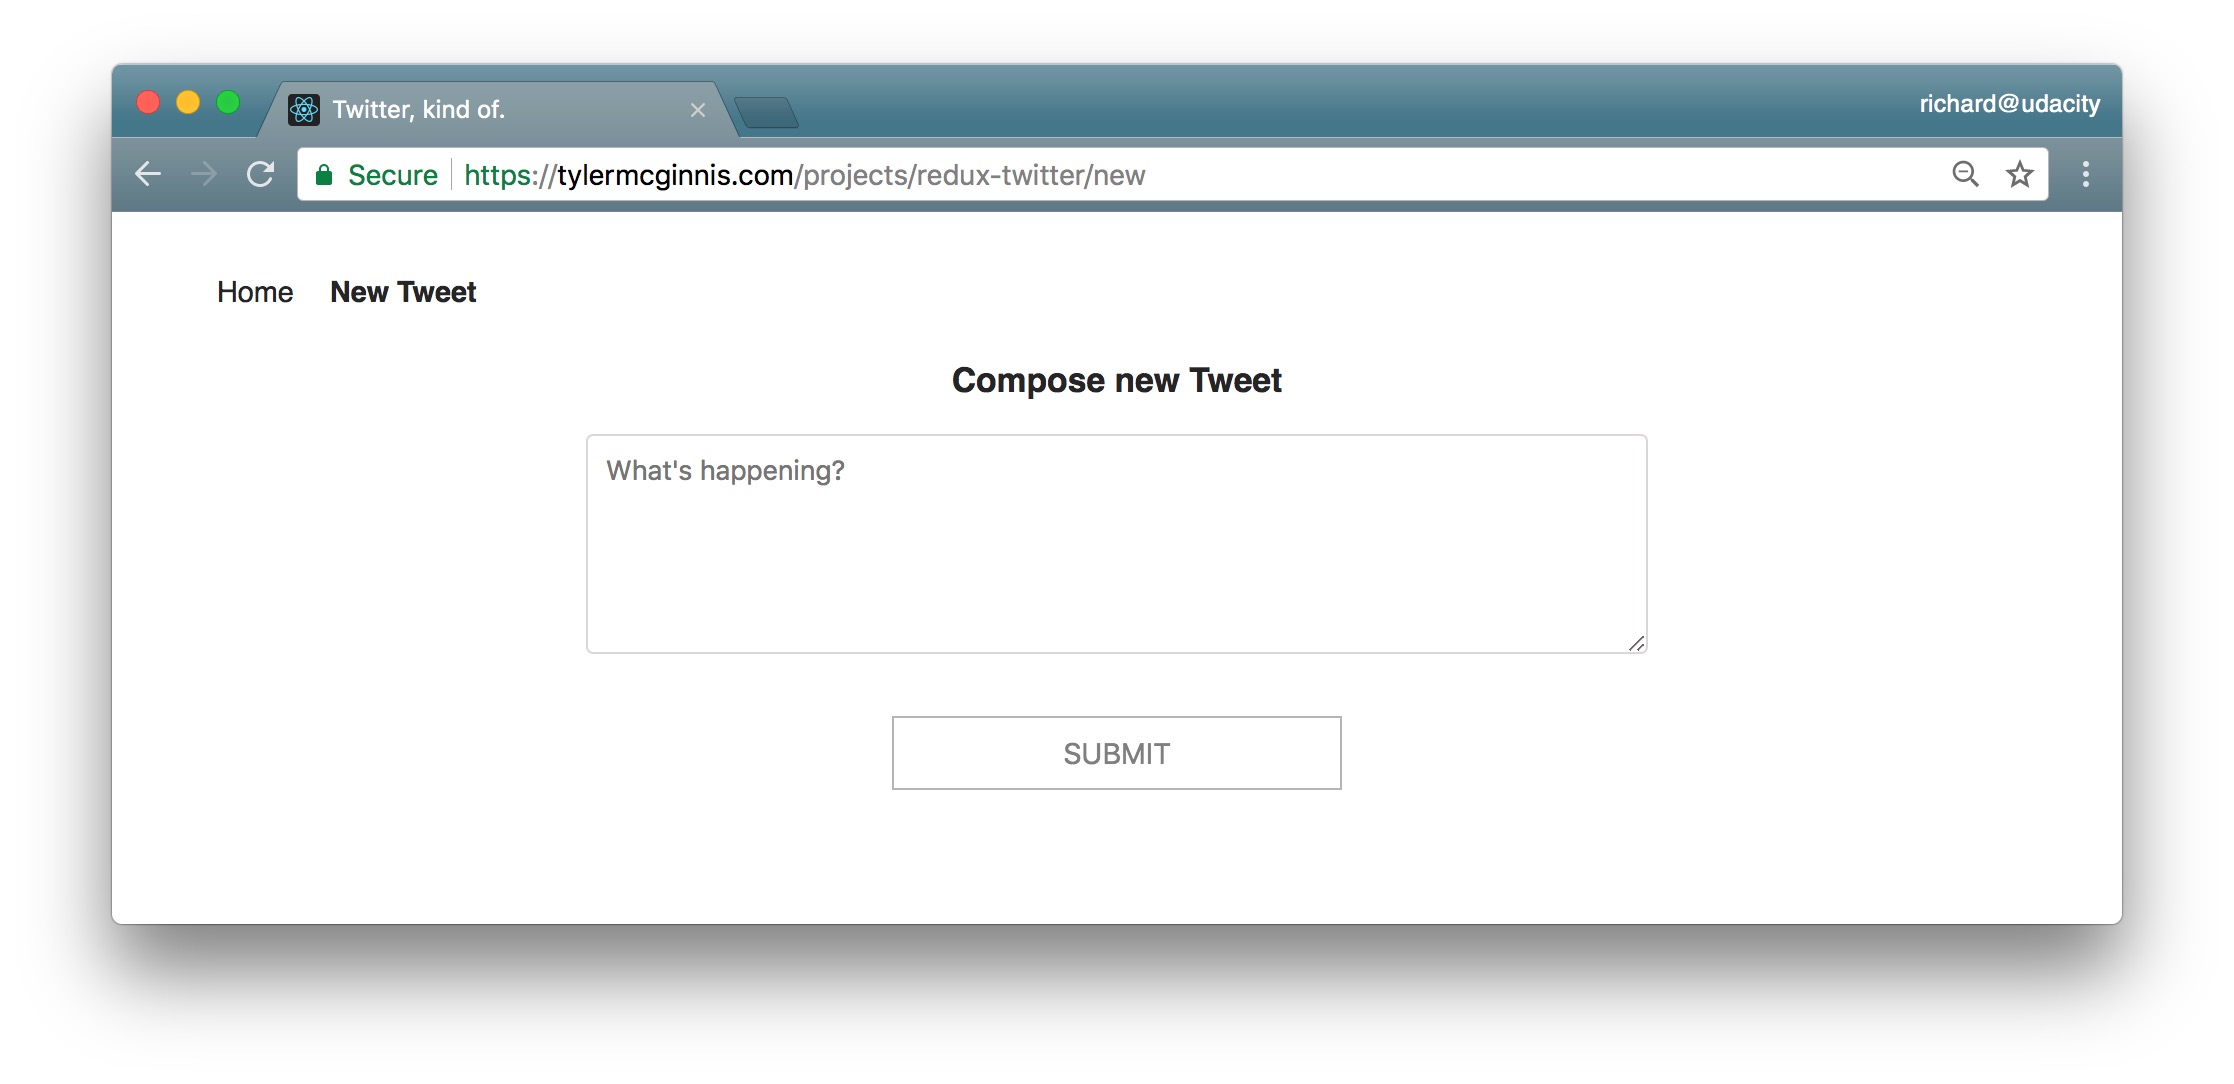 Twitter, kind of.
richard@udacity
Secure https://tylermcginnis.com/projects/redux-twitter/new
Home New Tweet
Compose new Tweet
What's happening?
SUBMIT